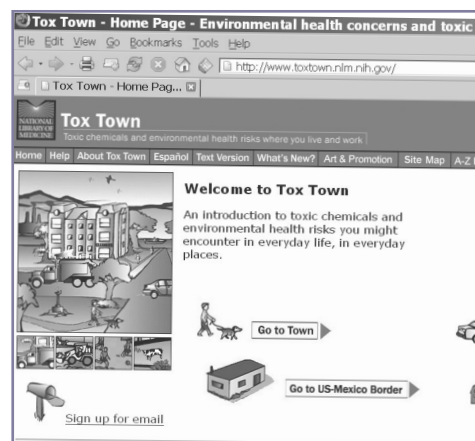 Tox Town - Home Page - Environmental health concerns and toxic
File Edit View Go Bookmarks Tools Help
http://www.toxtown.nlm.nih.gov/
Tox Town - Home Pag...
NATIONAL
LIBRARY OF
MEDICINE
Tox Town
Toxic chemicals and environmental health risks where you live and work
Home Help About Tox Town Español Text Version What's New? Art & Promotion Site Map A-Z
Welcome to Tox Town
An introduction to toxic chemicals and
environmental health risks you might
encounter in everyday life, in everyday
places.
Go to Town
Go to US-Mexico Border
Sign up for email